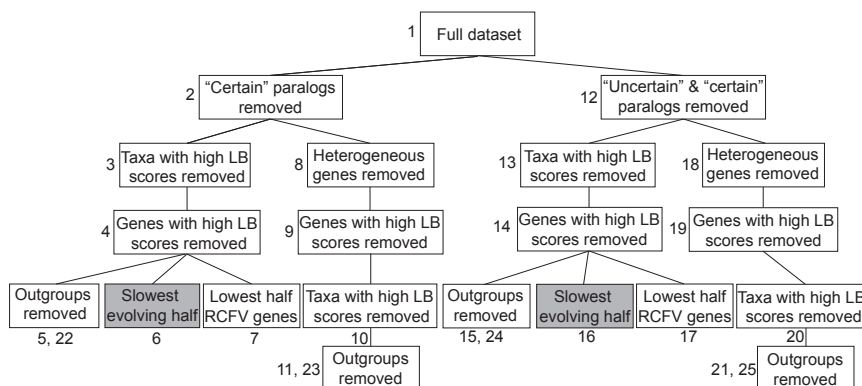 1 Full dataset
2 “Certain” paralogs removed
12 “Uncertain” & “certain” paralogs removed
3 Taxa with high LB scores removed
8 Heterogeneous genes removed
13 Taxa with high LB scores removed
18 Heterogeneous genes removed
4 Genes with high LB scores removed
9 Genes with high LB scores removed
14 Genes with high LB scores removed
19 Genes with high LB scores removed
Outgroups removed
5, 22
Slowest evolving half
6
Lowest half RCFV genes
7
Taxa with high LB scores removed
10
Outgroups removed
15, 24
Slowest evolving half
16
Lowest half RCFV genes
17
Taxa with high LB scores removed
20
11, 23 Outgroups removed
21, 25 Outgroups removed